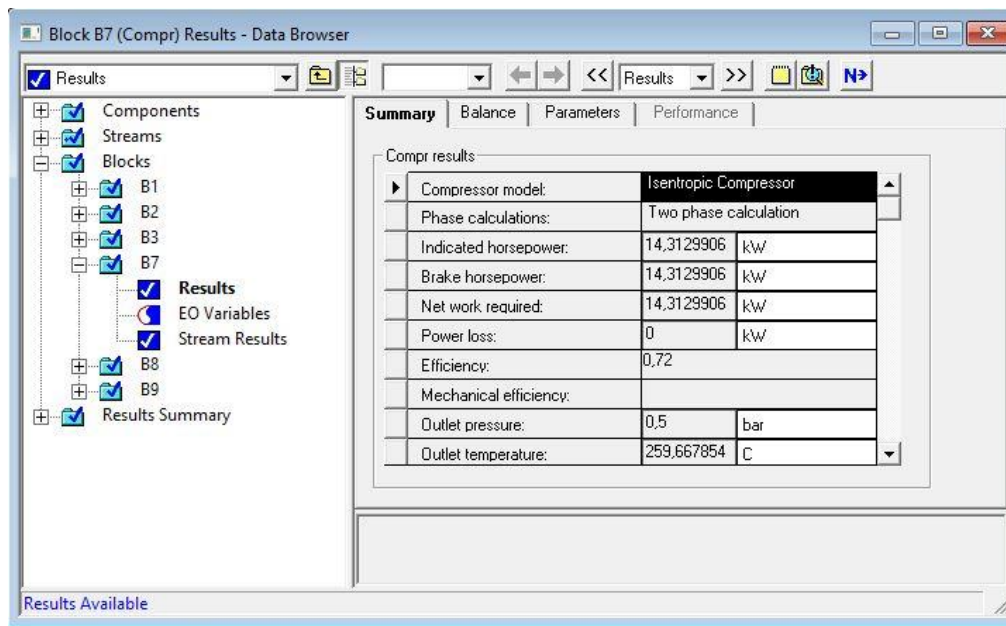 Block B7 (Compr) Results - Data Browser
Results
<< Results >> N>
Components
Streams
Blocks
B1
B2
B3
B7
Results
EO Variables
Stream Results
B8
B9
Results Summary
Summary Balance Parameters Performance
Compr results
Compressor model: Isentropic Compressor
Phase calculations: Two phase calculation
Indicated horsepower: 14,3129906 kW
Brake horsepower: 14,3129906 kW
Net work required: 14,3129906 kW
Power loss: 0 kW
Efficiency: 0,72
Mechanical efficiency:
Outlet pressure: 0,5 bar
Outlet temperature: 259,667854 C
Results Available